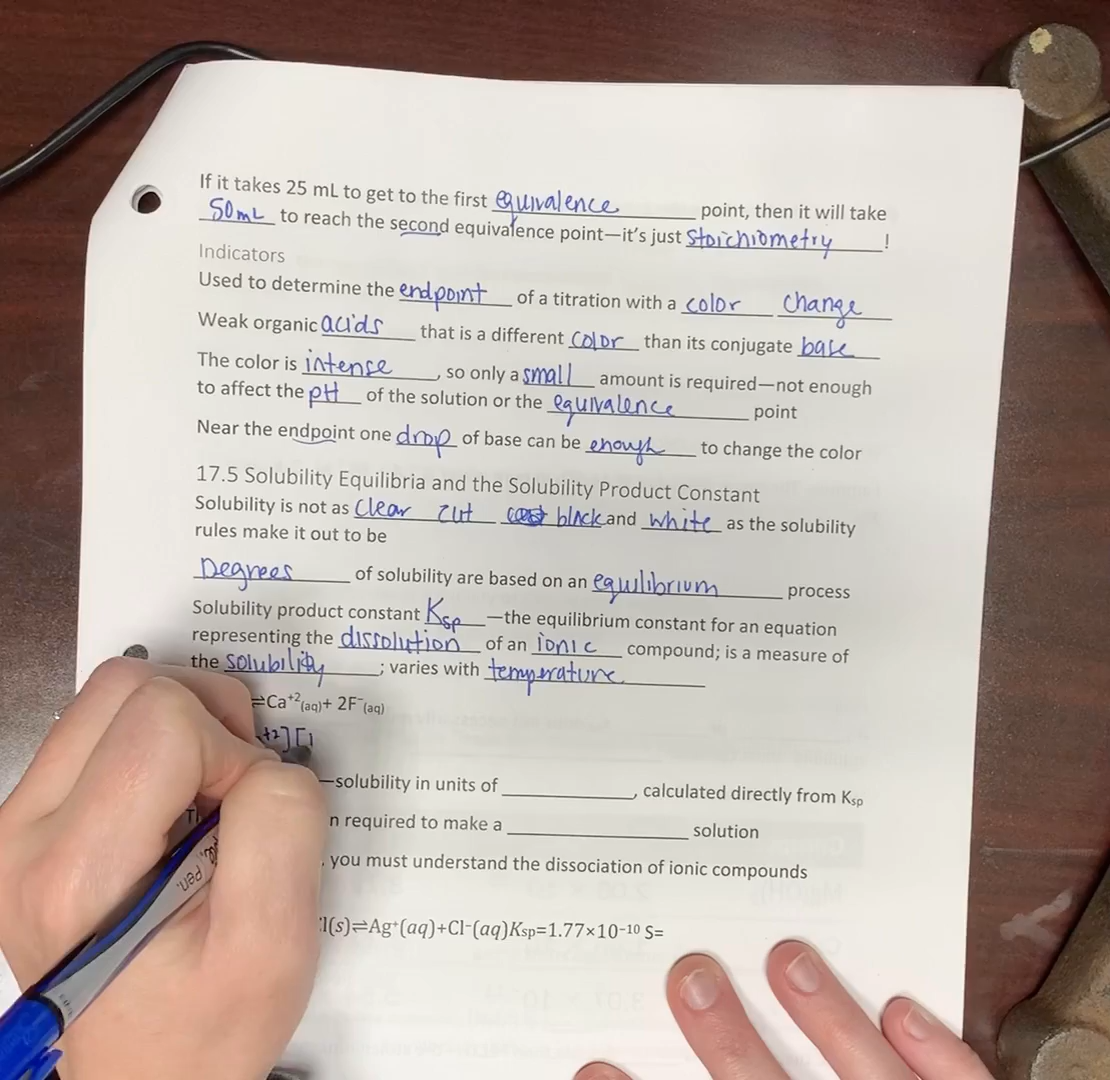 If it takes 25 mL to get to the first equivalence point, then it will take
50mL to reach the second equivalence point—it's just stoichiometry !
Indicators
Used to determine the endpoint of a titration with a color change
Weak organic acids that is a different color than its conjugate base
The color is intense , so only a small amount is required—not enough
to affect the pH of the solution or the equivalence point
Near the endpoint one drop of base can be enough to change the color
17.5 Solubility Equilibria and the Solubility Product Constant
Solubility is not as clear cut black and white as the solubility
rules make it out to be
Degrees of solubility are based on an equilibrium process
Solubility product constant Ksp —the equilibrium constant for an equation
representing the dissolution of an ionic compound; is a measure of
the solubility ; varies with temperature
⇌Ca⁺²(aq)+ 2F⁻(aq)
⁺²][
—solubility in units of ____________, calculated directly from Ksp
n required to make a ________________ solution
, you must understand the dissociation of ionic compounds
l(s)⇌Ag⁺(aq)+Cl⁻(aq)Ksp=1.77×10⁻¹⁰ S=
Pen.